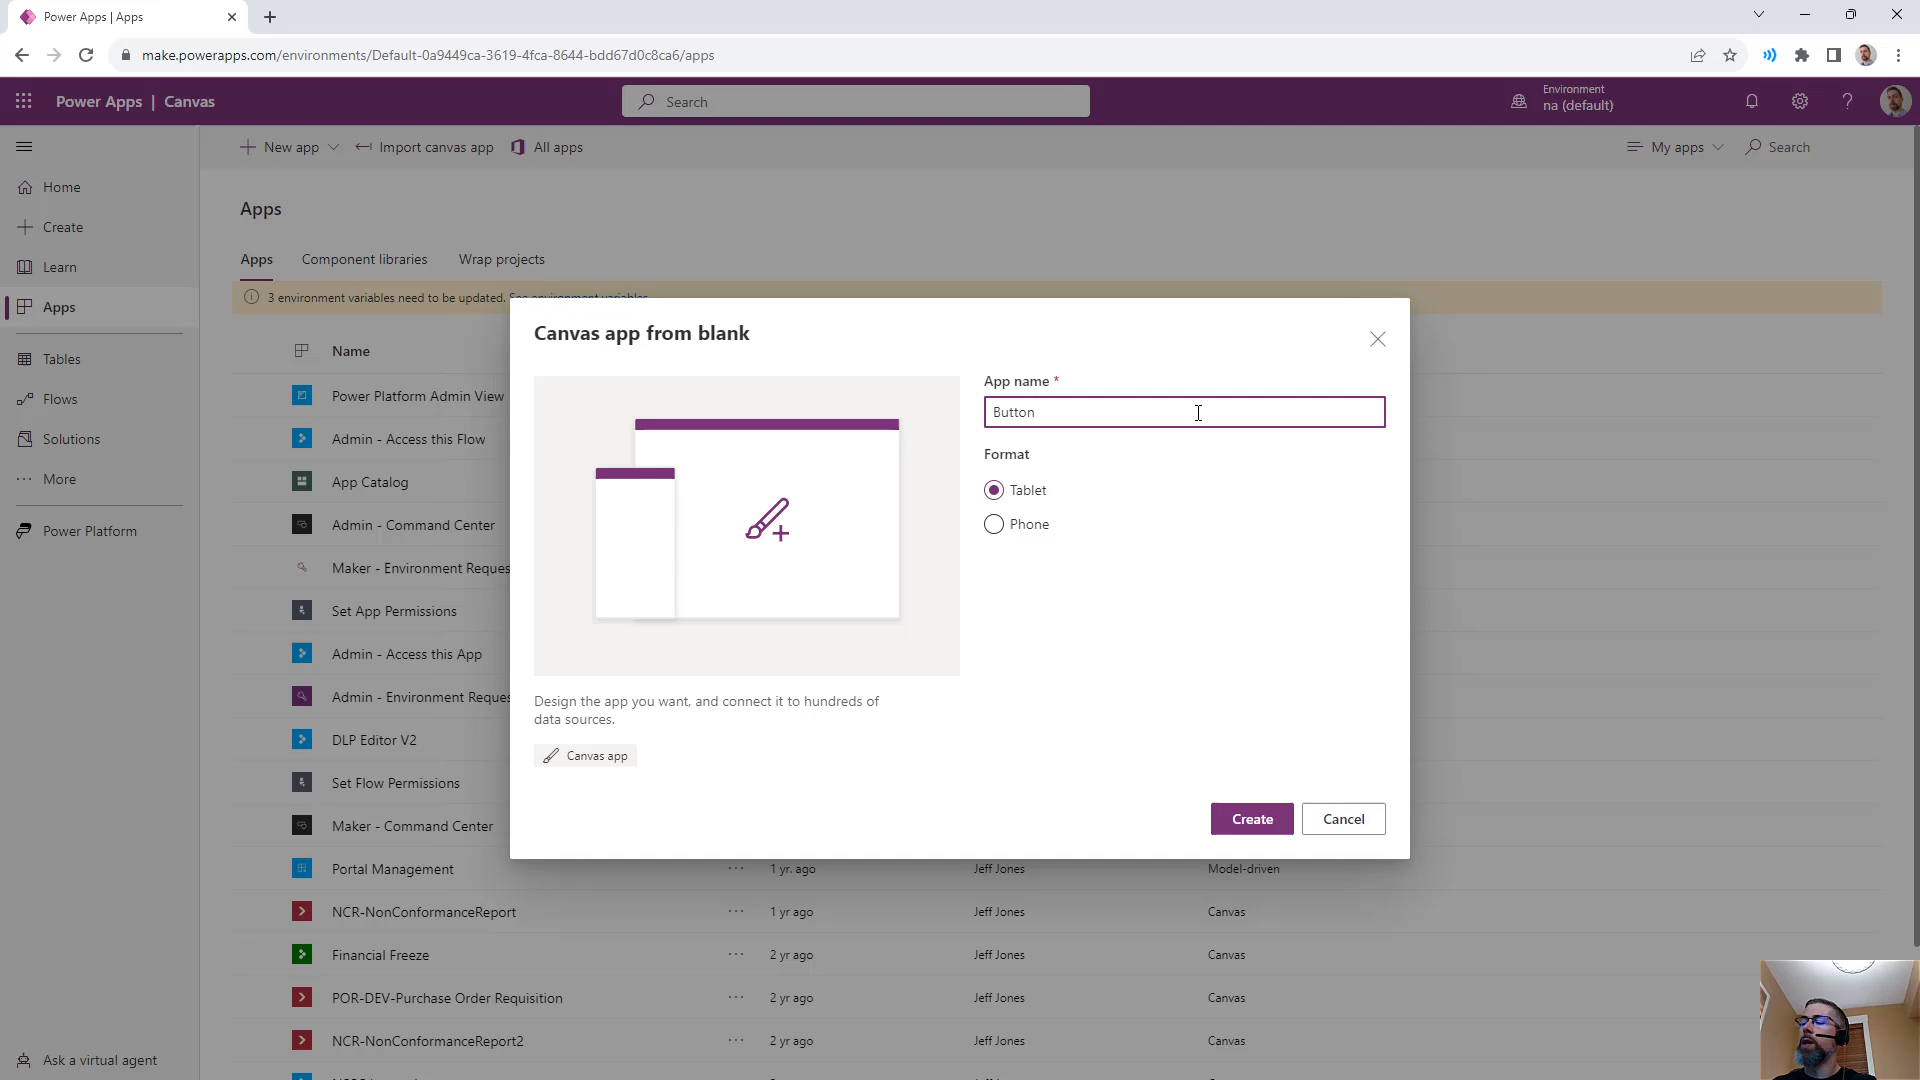 Power Apps | Apps
make.powerapps.com/environments/Default-0a9449ca-3619-4fca-8644-bdd67d0c8ca6/apps
Power Apps | Canvas
Search
Environment
na (default)
New app
Import canvas app
All apps
My apps
Search
Home
Create
Learn
Apps
Tables
Flows
Solutions
More
Power Platform
Ask a virtual agent
Apps
Apps
Component libraries
Wrap projects
3 environment variables need to be updated. See environment variables
Name
Power Platform Admin View
Admin - Access this Flow
App Catalog
Admin - Command Center
Maker - Environment Reques
Set App Permissions
Admin - Access this App
Admin - Environment Reques
DLP Editor V2
Set Flow Permissions
Maker - Command Center
Portal Management ... 1 yr. ago Jeff Jones Model-driven
NCR-NonConformanceReport ... 1 yr ago Jeff Jones Canvas
Financial Freeze ... 2 yr ago Jeff Jones Canvas
POR-DEV-Purchase Order Requisition ... 2 yr ago Jeff Jones Canvas
NCR-NonConformanceReport2 ... 2 yr ago Jeff Jones Canvas
Canvas app from blank
App name *
Button
Format
Tablet
Phone
Design the app you want, and connect it to hundreds of
data sources.
Canvas app
Create
Cancel